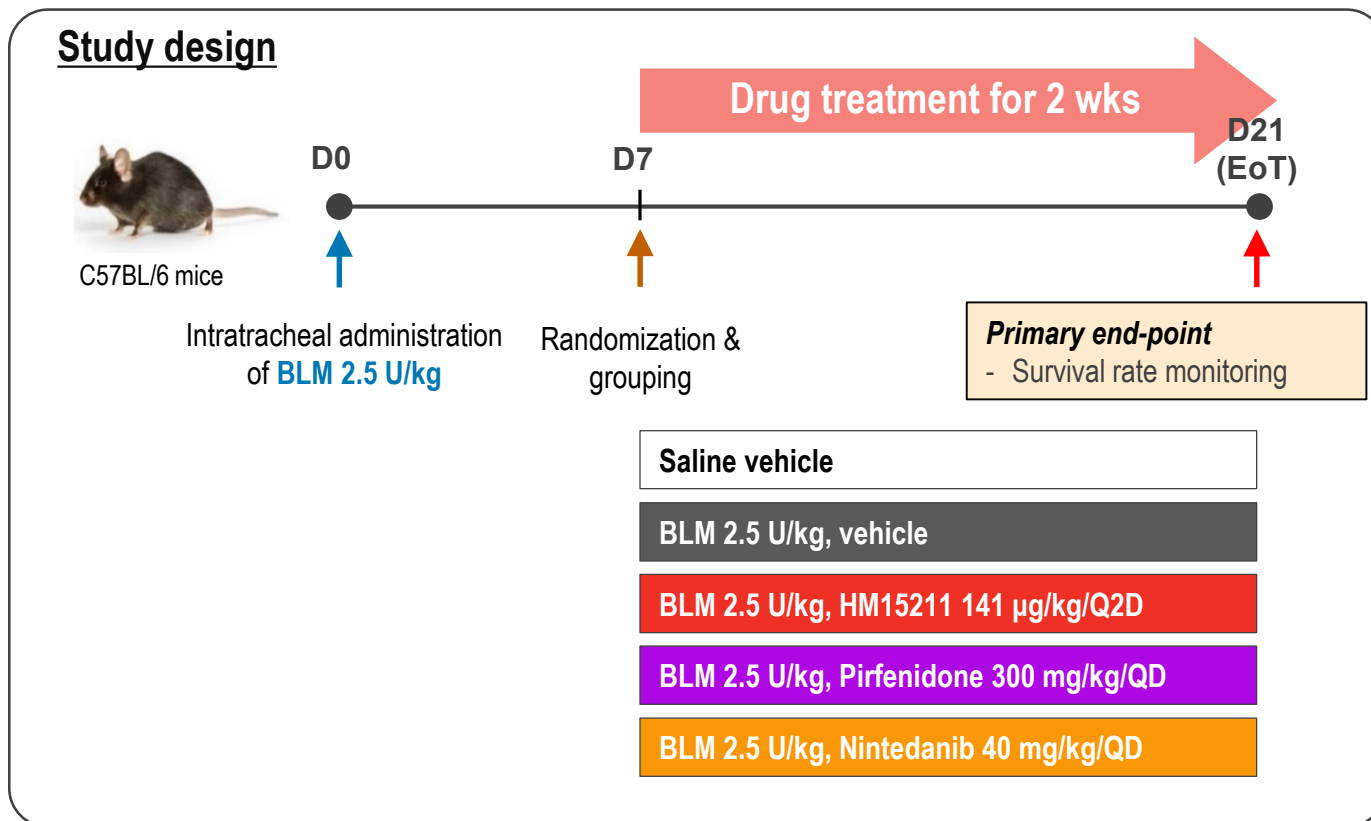 Study design
Drug treatment for 2 wks
D0
D7
D21
(EoT)
C57BL/6 mice
Intratracheal administration
of BLM 2.5 U/kg
Randomization &
grouping
Primary end-point
- Survival rate monitoring
Saline vehicle
BLM 2.5 U/kg, vehicle
BLM 2.5 U/kg, HM15211 141 μg/kg/Q2D
BLM 2.5 U/kg, Pirfenidone 300 mg/kg/QD
BLM 2.5 U/kg, Nintedanib 40 mg/kg/QD